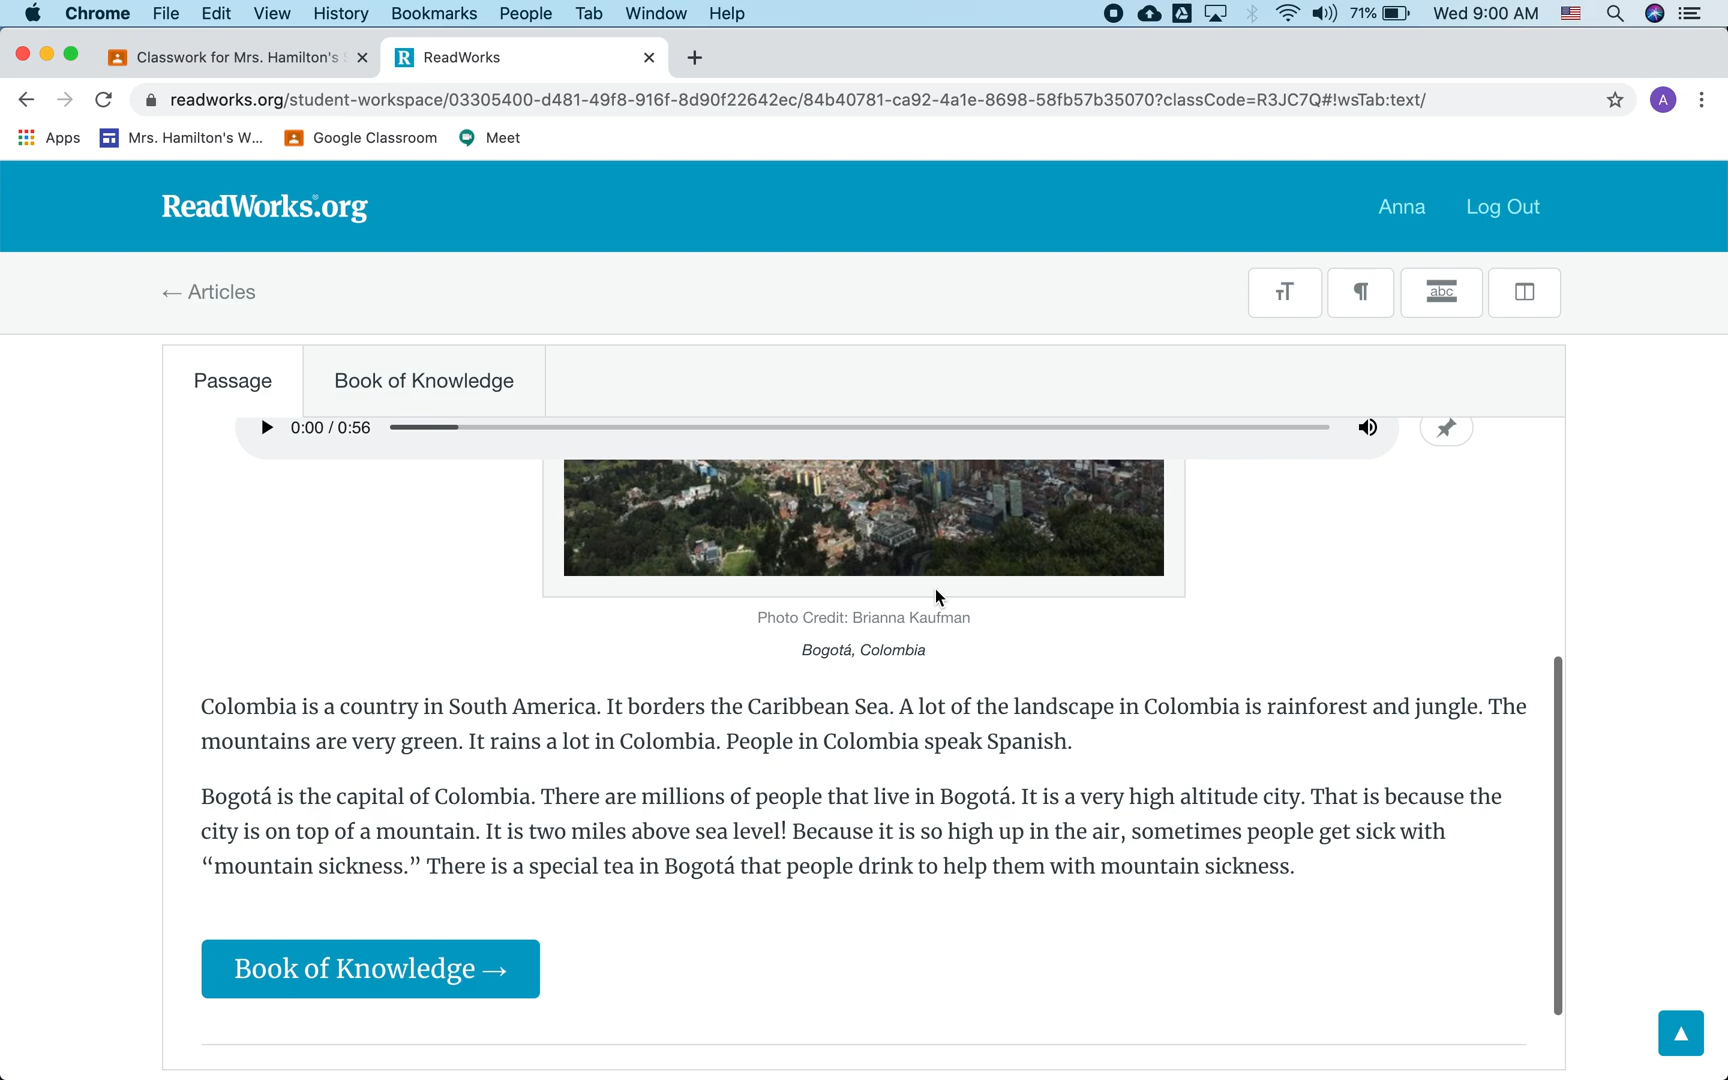 Chrome File Edit View History Bookmarks People Tab Window Help 71% Wed 9:00 AM
Classwork for Mrs. Hamilton's ReadWorks
readworks.org/student-workspace/03305400-d481-49f8-916f-8d90f22642ec/84b40781-ca92-4a1e-8698-58fb57b35070?classCode=R3JC7Q#!wsTab:text/ A
Apps Mrs. Hamilton's W... Google Classroom Meet
ReadWorks.org Anna Log Out
← Articles TT ¶ abc
Passage Book of Knowledge
0:00 / 0:56
Photo Credit: Brianna Kaufman
Bogotá, Colombia
Colombia is a country in South America. It borders the Caribbean Sea. A lot of the landscape in Colombia is rainforest and jungle. The
mountains are very green. It rains a lot in Colombia. People in Colombia speak Spanish.
Bogotá is the capital of Colombia. There are millions of people that live in Bogotá. It is a very high altitude city. That is because the
city is on top of a mountain. It is two miles above sea level! Because it is so high up in the air, sometimes people get sick with
“mountain sickness.” There is a special tea in Bogotá that people drink to help them with mountain sickness.
Book of Knowledge →